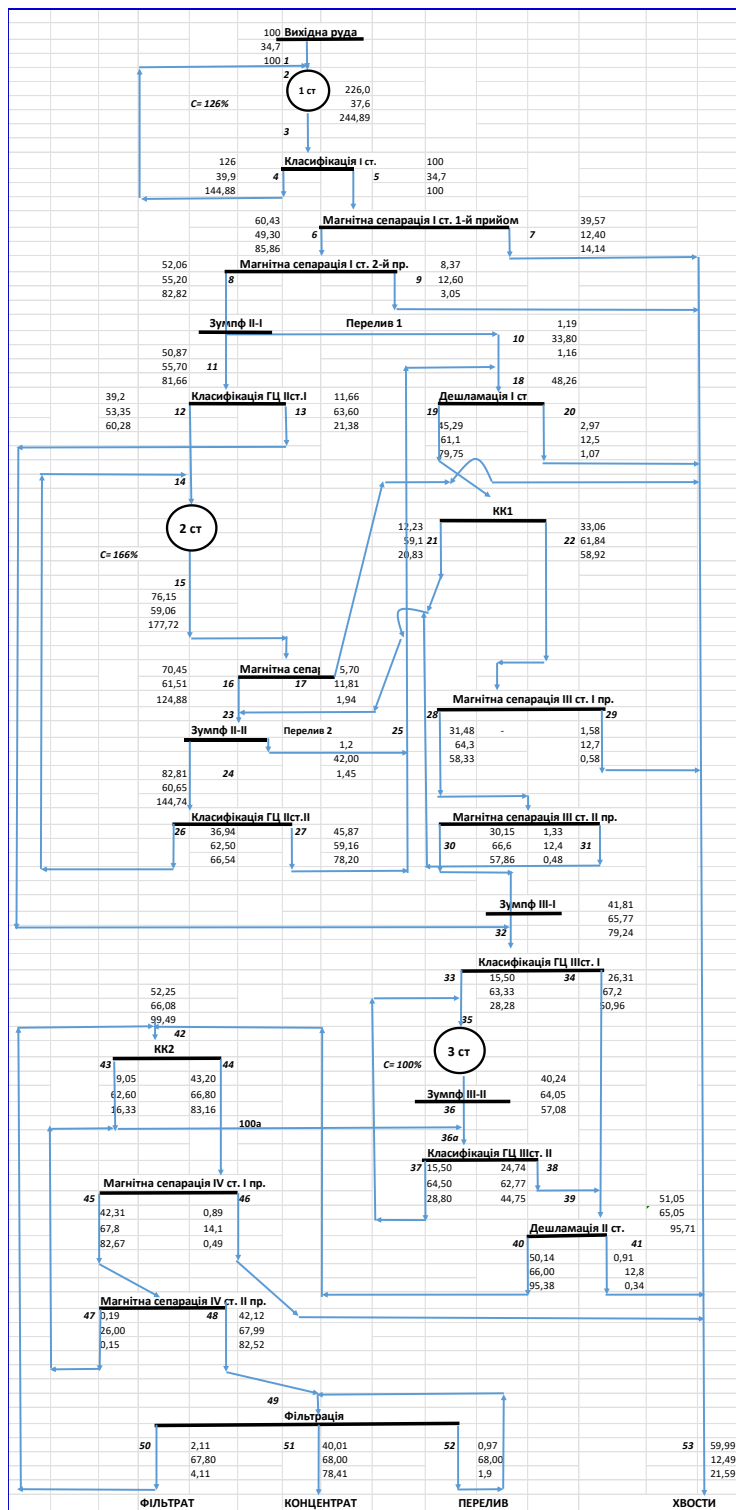 100 Вихідна руда
34,7
100 1
2
1 ст
226,0
37,6
244,89
C= 126%
3
126 Класифікація I ст. 100
39,9 4 5 34,7
144,88 100
60,43 Магнітна сепарація I ст. 1-й прийом 39,57
49,30 6 7 12,40
85,86 14,14
52,06 Магнітна сепарація I ст. 2-й пр. 8,37
55,20 8 9 12,60
82,82 3,05
Зумпф II-I Перелив 1 1,19
10 33,80
50,87 1,16
55,70 11
81,66 18 48,26
39,2 Класифікація ГЦ IIст.I 11,66 Дешламація I ст
53,35 12 13 63,60 19 20
60,28 21,38 45,29 2,97
61,1 12,5
79,75 1,07
14
КК1
2 ст 12,23 33,06
59,1 21 22 61,84
C= 166% 20,83 58,92
15
76,15
59,06
177,72
70,45 Магнітна сепар 5,70
61,51 16 17 11,81
124,88 1,94
Магнітна сепарація III ст. I пр.
23 28 29
Зумпф II-II Перелив 2 25 31,48 - 1,58
1,2 64,3 12,7
42,00 58,33 0,58
82,81 24 1,45
60,65
144,74
Класифікація ГЦ IIст.II Магнітна сепарація III ст. II пр.
26 36,94 27 45,87 30,15 1,33
62,50 59,16 30 66,6 12,4 31
66,54 78,20 57,86 0,48
Зумпф III-I 41,81
65,77
32 79,24
Класифікація ГЦ IIIст. I
33 15,50 34 26,31
52,25 63,33 67,2
66,08 28,28 50,96
99,49 35
42
КК2 3 ст
43 44 C= 100%
9,05 43,20 40,24
62,60 66,80 Зумпф III-II 64,05
16,33 83,16 36 57,08
100а
36а
Класифікація ГЦ IIIст. II
37 15,50 24,74 38
Магнітна сепарація IV ст. I пр. 64,50 62,77
45 46 28,80 44,75 39 51,05
42,31 0,89 65,05
67,8 14,1 Дешламація II ст. 95,71
82,67 0,49 40 41
50,14 0,91
66,00 12,8
95,38 0,34
Магнітна сепарація IV ст. II пр.
47 0,19 48 42,12
26,00 67,99
0,15 82,52
49
Фільтрація
50 2,11 51 40,01 52 0,97 53 59,99
67,80 68,00 68,00 12,49
4,11 78,41 1,9 21,59
ФІЛЬТРАТ КОНЦЕНТРАТ ПЕРЕЛИВ ХВОСТИ